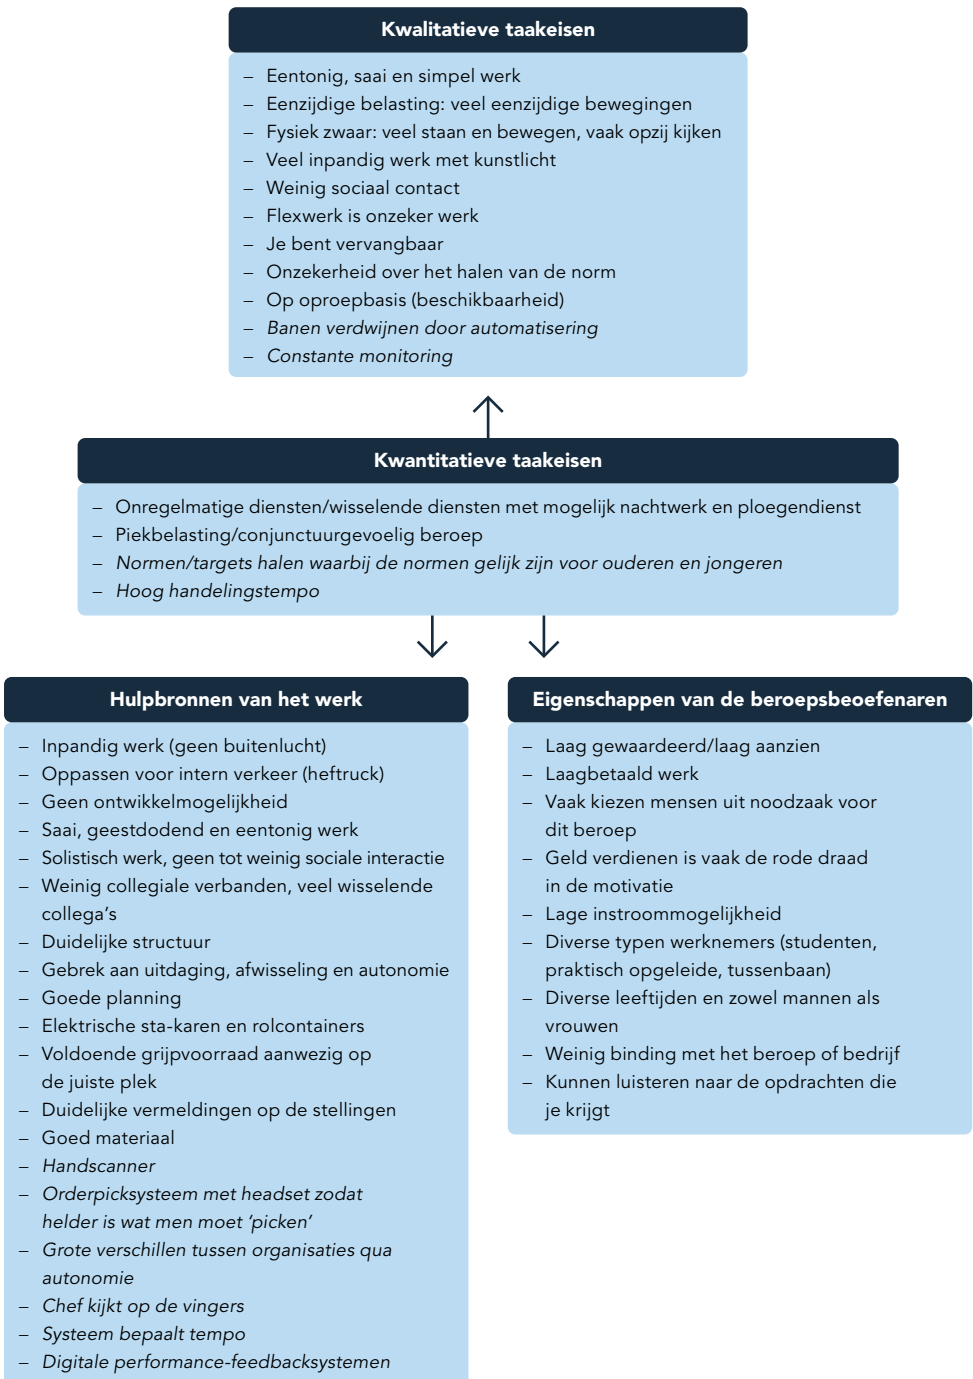 Kwalitatieve taakeisen
– Eentonig, saai en simpel werk
– Eenzijdige belasting: veel eenzijdige bewegingen
– Fysiek zwaar: veel staan en bewegen, vaak opzij kijken
– Veel inpandig werk met kunstlicht
– Weinig sociaal contact
– Flexwerk is onzeker werk
– Je bent vervangbaar
– Onzekerheid over het halen van de norm
– Op oproepbasis (beschikbaarheid)
– Banen verdwijnen door automatisering
– Constante monitoring
Kwantitatieve taakeisen
– Onregelmatige diensten/wisselende diensten met mogelijk nachtwerk en ploegendienst
– Piekbelasting/conjunctuurgevoelig beroep
– Normen/targets halen waarbij de normen gelijk zijn voor ouderen en jongeren
– Hoog handelingstempo
Hulpbronnen van het werk
– Inpandig werk (geen buitenlucht)
– Oppassen voor intern verkeer (heftruck)
– Geen ontwikkelmogelijkheid
– Saai, geestdodend en eentonig werk
– Solistisch werk, geen tot weinig sociale interactie
– Weinig collegiale verbanden, veel wisselende
collega's
– Duidelijke structuur
– Gebrek aan uitdaging, afwisseling en autonomie
– Goede planning
– Elektrische sta-karen en rolcontainers
– Voldoende grijpvoorraad aanwezig op
de juiste plek
– Duidelijke vermeldingen op de stellingen
– Goed materiaal
– Handscanner
– Orderpicksysteem met headset zodat
helder is wat men moet 'picken'
– Grote verschillen tussen organisaties qua
autonomie
– Chef kijkt op de vingers
– Systeem bepaalt tempo
– Digitale performance-feedbacksystemen
Eigenschappen van de beroepsbeoefenaren
– Laag gewaardeerd/laag aanzien
– Laagbetaald werk
– Vaak kiezen mensen uit noodzaak voor
dit beroep
– Geld verdienen is vaak de rode draad
in de motivatie
– Lage instroommogelijkheid
– Diverse typen werknemers (studenten,
praktisch opgeleide, tussenbaan)
– Diverse leeftijden en zowel mannen als
vrouwen
– Weinig binding met het beroep of bedrijf
– Kunnen luisteren naar de opdrachten die
je krijgt